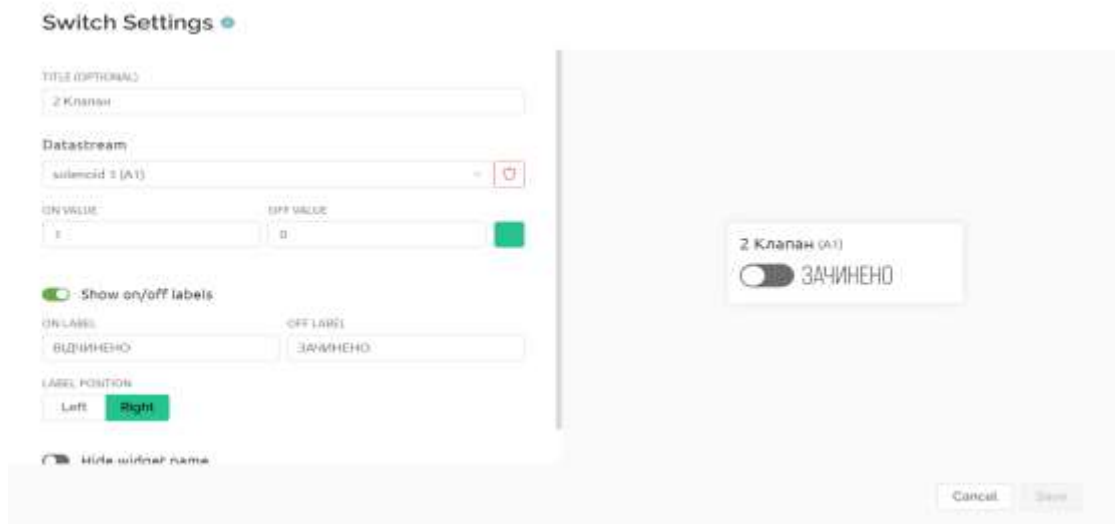 Switch Settings
TITLE (OPTIONAL)
2 Клапан
Datastream
solenoid 1 (A1)
ON VALUE OFF VALUE
1 0
Show on/off labels
ON LABEL OFF LABEL
ВІДЧИНЕНО ЗАЧИНЕНО
LABEL POSITION
Left Right
Hide widget name
2 Клапан (A1)
ЗАЧИНЕНО
Cancel Save